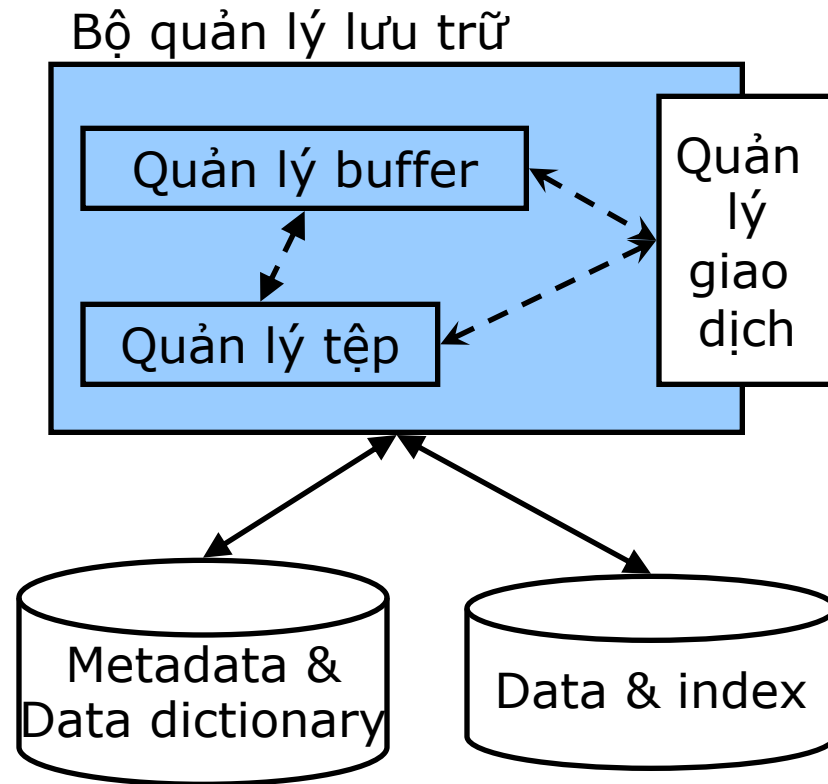 Bộ quản lý lưu trữ
Quản lý buffer
Quản lý tệp
Quản
lý
giao
dịch
Metadata &
Data dictionary
Data & index